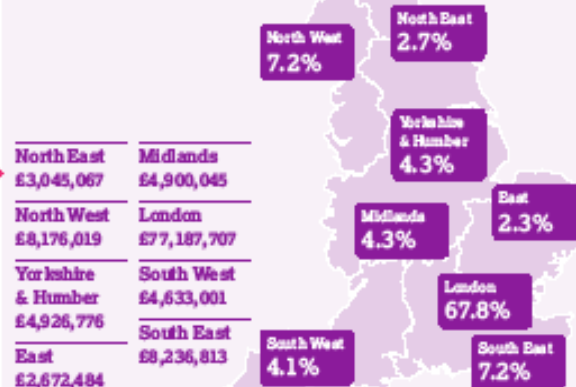 North East
£3,045,067
North West
£8,176,019
Yorkshire
& Humber
£4,926,776
East
£2,672,484
Midlands
£4,900,045
London
£77,187,707
South West
£4,633,001
South East
£8,236,813
North West
7.2%
North East
2.7%
Yorkshire
& Humber
4.3%
Midlands
4.3%
East
2.3%
London
67.8%
South West
4.1%
South East
7.2%